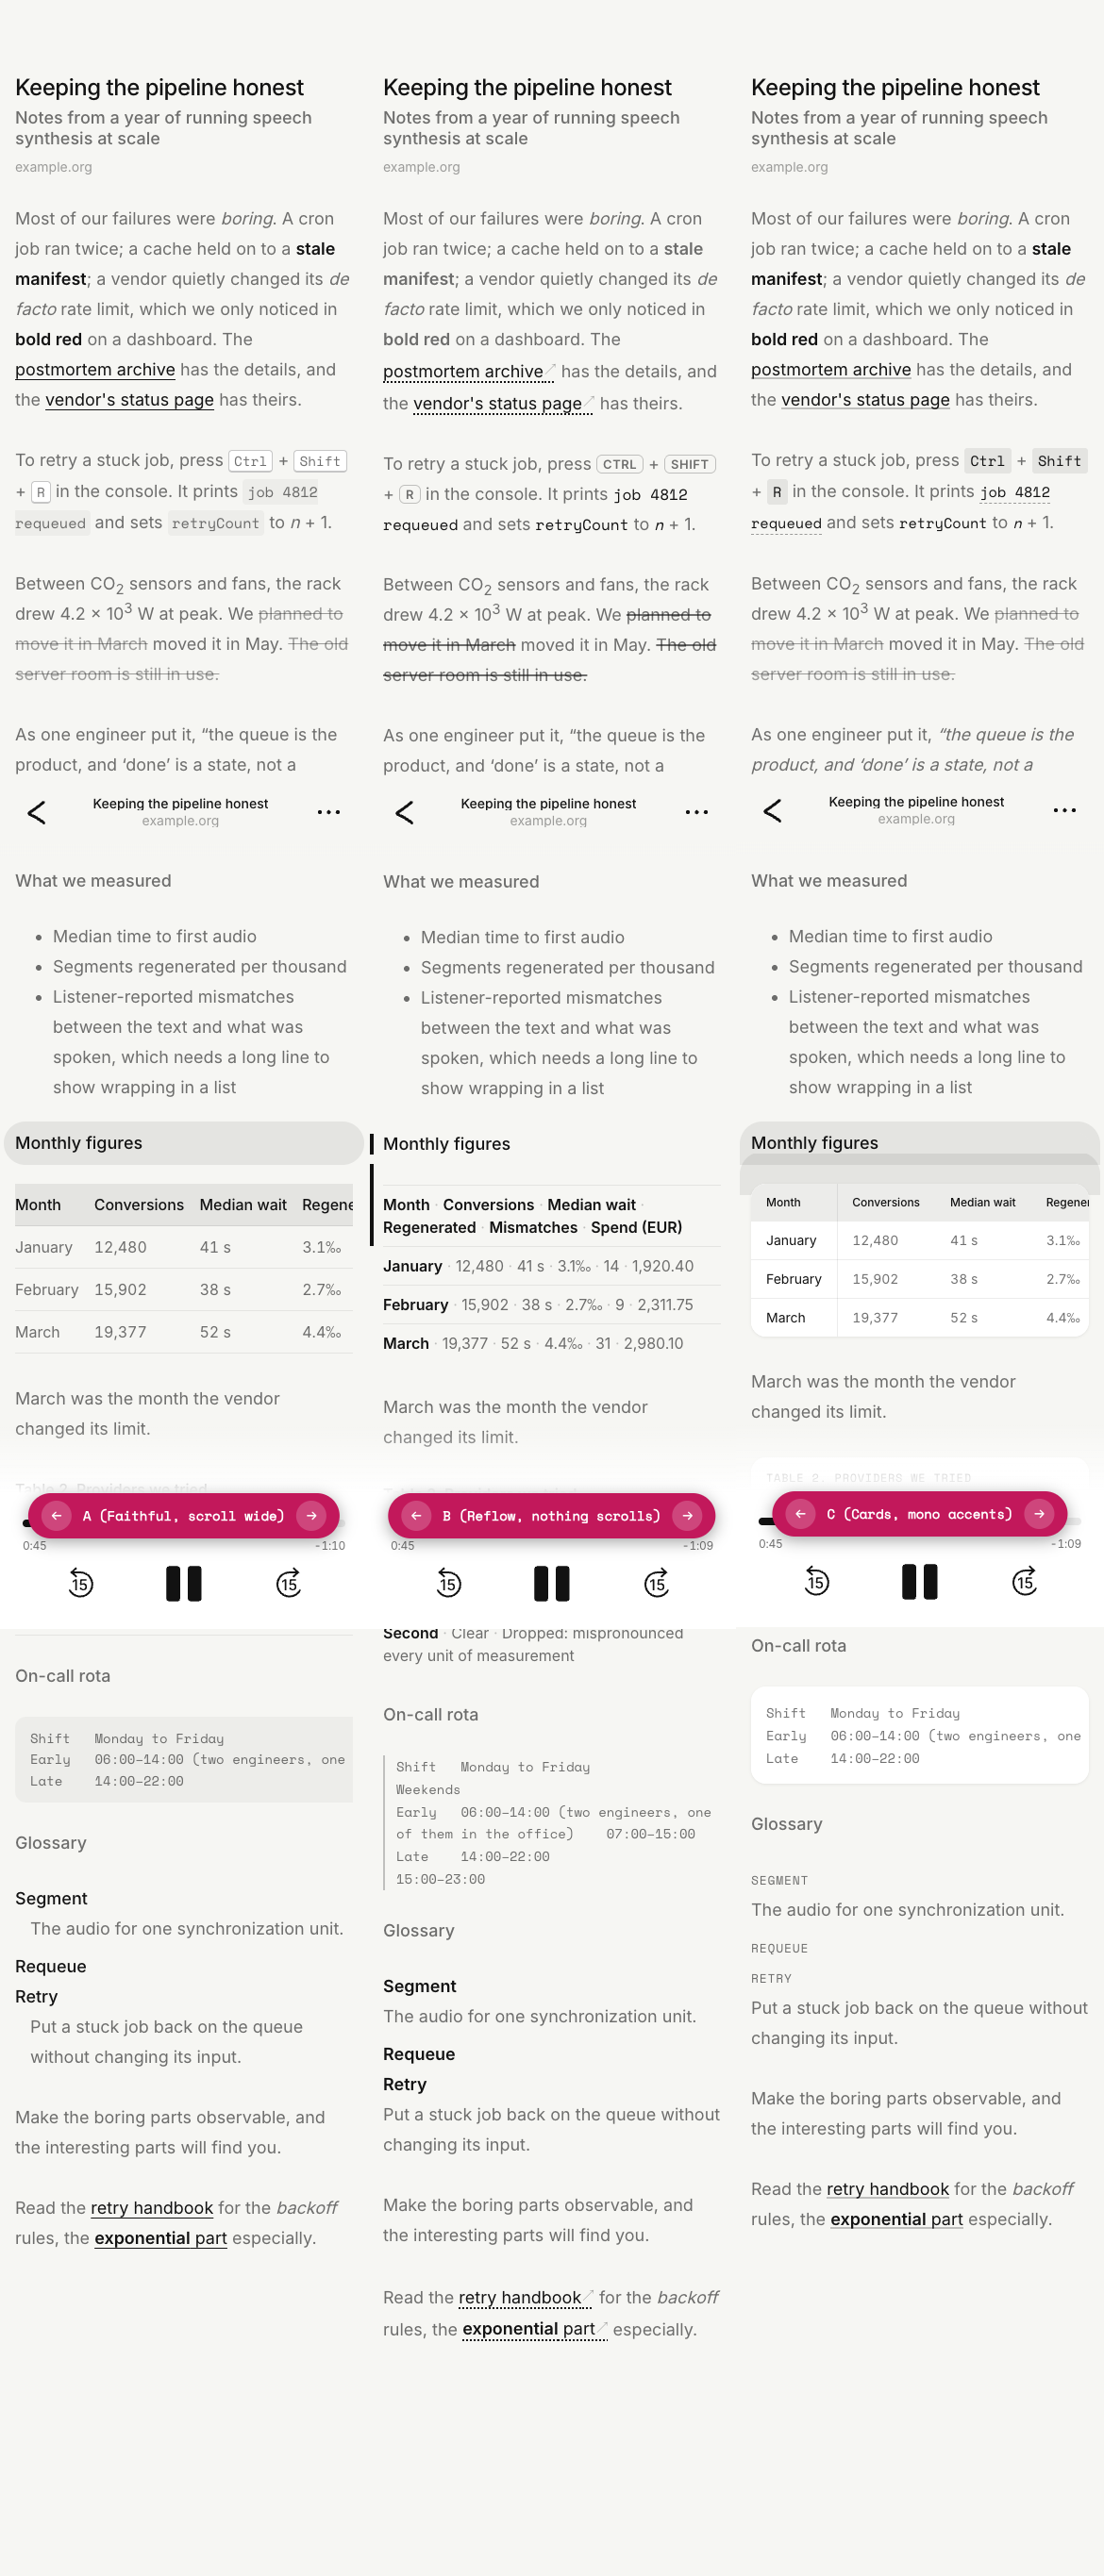 Keeping the pipeline honest
Notes from a year of running speech
synthesis at scale
example.org
Most of our failures were boring. A cron
job ran twice; a cache held on to a stale
manifest; a vendor quietly changed its de
facto rate limit, which we only noticed in
bold red on a dashboard. The
postmortem archive has the details, and
the vendor's status page has theirs.
To retry a stuck job, press Ctrl + Shift
+ R in the console. It prints job 4812
requeued and sets retryCount to n + 1.
Between CO2 sensors and fans, the rack
drew 4.2 × 103 W at peak. We planned to
move it in March moved it in May. The old
server room is still in use.
As one engineer put it, “the queue is the
product, and ‘done’ is a state, not a
Keeping the pipeline honest
example.org
What we measured
• Median time to first audio
• Segments regenerated per thousand
• Listener-reported mismatches
between the text and what was
spoken, which needs a long line to
show wrapping in a list
Monthly figures
Month Conversions Median wait Regene
January 12,480 41 s 3.1‰
February 15,902 38 s 2.7‰
March 19,377 52 s 4.4‰
March was the month the vendor
changed its limit.
Table 2. Providers we tried
← A (Faithful, scroll wide) →
0:45 -1:10
15 15
On-call rota
Shift Monday to Friday
Early 06:00–14:00 (two engineers, one
Late 14:00–22:00
Glossary
Segment
The audio for one synchronization unit.
Requeue
Retry
Put a stuck job back on the queue
without changing its input.
Make the boring parts observable, and
the interesting parts will find you.
Read the retry handbook for the backoff
rules, the exponential part especially.
Keeping the pipeline honest
Notes from a year of running speech
synthesis at scale
example.org
Most of our failures were boring. A cron
job ran twice; a cache held on to a stale
manifest; a vendor quietly changed its de
facto rate limit, which we only noticed in
bold red on a dashboard. The
postmortem archive↗ has the details, and
the vendor's status page↗ has theirs.
To retry a stuck job, press CTRL + SHIFT
+ R in the console. It prints job 4812
requeued and sets retryCount to n + 1.
Between CO2 sensors and fans, the rack
drew 4.2 × 103 W at peak. We planned to
move it in March moved it in May. The old
server room is still in use.
As one engineer put it, “the queue is the
product, and ‘done’ is a state, not a
Keeping the pipeline honest
example.org
What we measured
• Median time to first audio
• Segments regenerated per thousand
• Listener-reported mismatches
between the text and what was
spoken, which needs a long line to
show wrapping in a list
Monthly figures
Month · Conversions · Median wait ·
Regenerated · Mismatches · Spend (EUR)
January · 12,480 · 41 s · 3.1‰ · 14 · 1,920.40
February · 15,902 · 38 s · 2.7‰ · 9 · 2,311.75
March · 19,377 · 52 s · 4.4‰ · 31 · 2,980.10
March was the month the vendor
changed its limit.
← B (Reflow, nothing scrolls) →
0:45 -1:09
15 15
Second · Clear · Dropped: mispronounced
every unit of measurement
On-call rota
Shift Monday to Friday
Weekends
Early 06:00–14:00 (two engineers, one
of them in the office) 07:00–15:00
Late 14:00–22:00
15:00–23:00
Glossary
Segment
The audio for one synchronization unit.
Requeue
Retry
Put a stuck job back on the queue without
changing its input.
Make the boring parts observable, and
the interesting parts will find you.
Read the retry handbook↗ for the backoff
rules, the exponential part↗ especially.
Keeping the pipeline honest
Notes from a year of running speech
synthesis at scale
example.org
Most of our failures were boring. A cron
job ran twice; a cache held on to a stale
manifest; a vendor quietly changed its de
facto rate limit, which we only noticed in
bold red on a dashboard. The
postmortem archive has the details, and
the vendor's status page has theirs.
To retry a stuck job, press Ctrl + Shift
+ R in the console. It prints job 4812
requeued and sets retryCount to n + 1.
Between CO2 sensors and fans, the rack
drew 4.2 × 103 W at peak. We planned to
move it in March moved it in May. The old
server room is still in use.
As one engineer put it, “the queue is the
product, and ‘done’ is a state, not a
Keeping the pipeline honest
example.org
What we measured
• Median time to first audio
• Segments regenerated per thousand
• Listener-reported mismatches
between the text and what was
spoken, which needs a long line to
show wrapping in a list
Monthly figures
Month Conversions Median wait Regener
January 12,480 41 s 3.1‰
February 15,902 38 s 2.7‰
March 19,377 52 s 4.4‰
March was the month the vendor
changed its limit.
TABLE 2. PROVIDERS WE TRIED
← C (Cards, mono accents) →
0:45 -1:09
15 15
On-call rota
Shift Monday to Friday
Early 06:00–14:00 (two engineers, one
Late 14:00–22:00
Glossary
SEGMENT
The audio for one synchronization unit.
REQUEUE
RETRY
Put a stuck job back on the queue without
changing its input.
Make the boring parts observable, and
the interesting parts will find you.
Read the retry handbook for the backoff
rules, the exponential part especially.